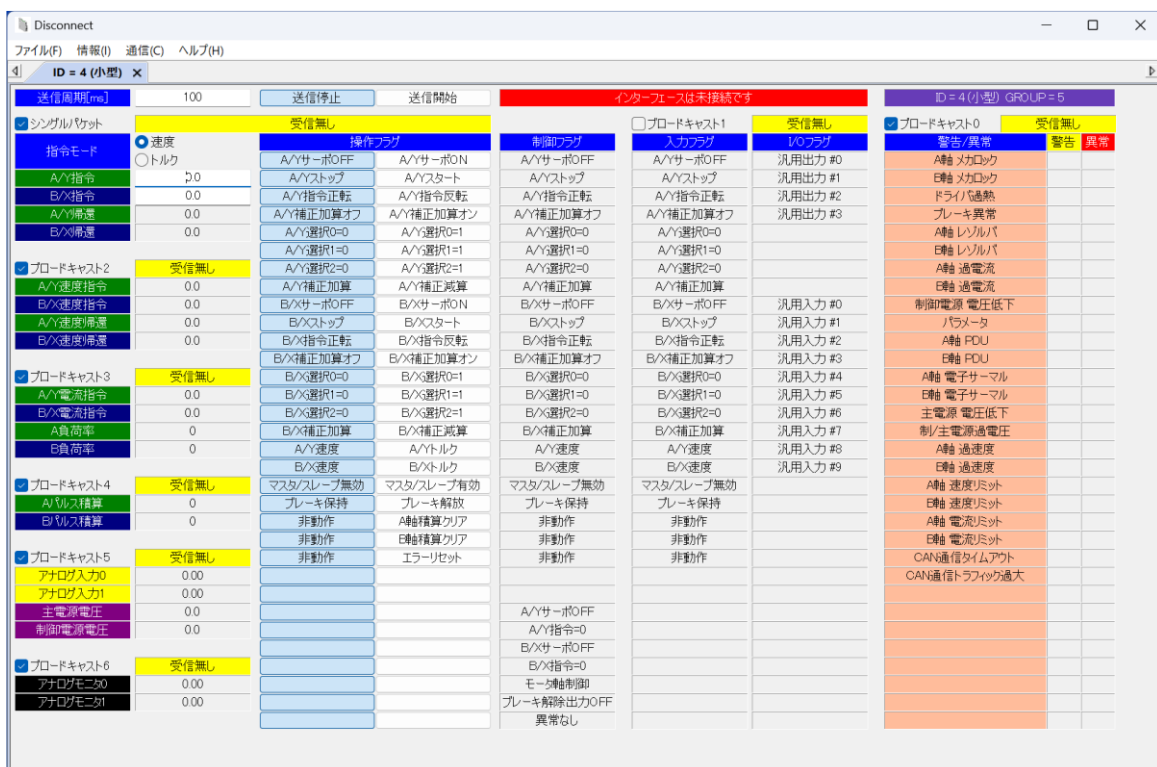 Disconnect
ファイル(F) 情報(I) 通信(C) ヘルプ(H)
ID = 4 (小型)
送信周期[ms] 100 送信停止 送信開始 インターフェースは未接続です ID = 4 (小型) GROUP = 5
シングルパケット 受信無し ブロードキャスト1 受信無し ブロードキャスト0 受信無し
指令モード 速度 操作フラグ 制御フラグ 入力フラグ I/Oフラグ 警告/異常 警告 異常
トルク A/YサーボOFF A/YサーボON A/YサーボOFF A/YサーボOFF 汎用出力 #0 A軸 メカロック
A/Y指令 0.0 A/Yストップ A/Yスタート A/Yストップ A/Yストップ 汎用出力 #1 B軸 メカロック
B/X指令 0.0 A/Y指令正転 A/Y指令反転 A/Y指令正転 A/Y指令正転 汎用出力 #2 ドライバ過熱
A/Y帰還 0.0 A/Y補正加算オフ A/Y補正加算オン A/Y補正加算オフ A/Y補正加算オフ 汎用出力 #3 ブレーキ異常
B/X帰還 0.0 A/Y選択0=0 A/Y選択0=1 A/Y選択0=0 A/Y選択0=0 A軸 レゾルバ
A/Y選択1=0 A/Y選択1=1 A/Y選択1=0 A/Y選択1=0 B軸 レゾルバ
ブロードキャスト2 受信無し A/Y選択2=0 A/Y選択2=1 A/Y選択2=0 A/Y選択2=0 A軸 過電流
A/Y速度指令 0.0 A/Y補正加算 A/Y補正減算 A/Y補正加算 A/Y補正加算 B軸 過電流
B/X速度指令 0.0 B/XサーボOFF B/XサーボON B/XサーボOFF B/XサーボOFF 汎用入力 #0 制御電源 電圧低下
A/Y速度帰還 0.0 B/Xストップ B/Xスタート B/Xストップ B/Xストップ 汎用入力 #1 パラメータ
B/X速度帰還 0.0 B/X指令正転 B/X指令反転 B/X指令正転 B/X指令正転 汎用入力 #2 A軸 PDU
B/X補正加算オフ B/X補正加算オン B/X補正加算オフ B/X補正加算オフ 汎用入力 #3 B軸 PDU
ブロードキャスト3 受信無し B/X選択0=0 B/X選択0=1 B/X選択0=0 B/X選択0=0 汎用入力 #4 A軸 電子サーマル
A/Y電流指令 0.0 B/X選択1=0 B/X選択1=1 B/X選択1=0 B/X選択1=0 汎用入力 #5 B軸 電子サーマル
B/X電流指令 0.0 B/X選択2=0 B/X選択2=1 B/X選択2=0 B/X選択2=0 汎用入力 #6 主電源 電圧低下
A負荷率 0 B/X補正加算 B/X補正減算 B/X補正加算 B/X補正加算 汎用入力 #7 制/主電源過電圧
B負荷率 0 A/Y速度 A/Yトルク A/Y速度 A/Y速度 汎用入力 #8 A軸 過速度
B/X速度 B/Xトルク B/X速度 B/X速度 汎用入力 #9 B軸 過速度
ブロードキャスト4 受信無し マスタ/スレーブ無効 マスタ/スレーブ有効 マスタ/スレーブ無効 マスタ/スレーブ無効 A軸 速度リミット
Aパルス積算 0 ブレーキ保持 ブレーキ解放 ブレーキ保持 ブレーキ保持 B軸 速度リミット
Bパルス積算 0 非動作 A軸積算クリア 非動作 非動作 A軸 電流リミット
非動作 B軸積算クリア 非動作 非動作 B軸 電流リミット
ブロードキャスト5 受信無し 非動作 エラーリセット 非動作 非動作 CAN通信タイムアウト
アナログ入力0 0.00 CAN通信トラフィック過大
アナログ入力1 0.00
主電源電圧 0.0 A/YサーボOFF
制御電源電圧 0.0 A/Y指令=0
B/XサーボOFF
ブロードキャスト6 受信無し B/X指令=0
アナログモニタ0 0.00 モータ軸制御
アナログモニタ1 0.00 ブレーキ解除出力OFF
異常なし